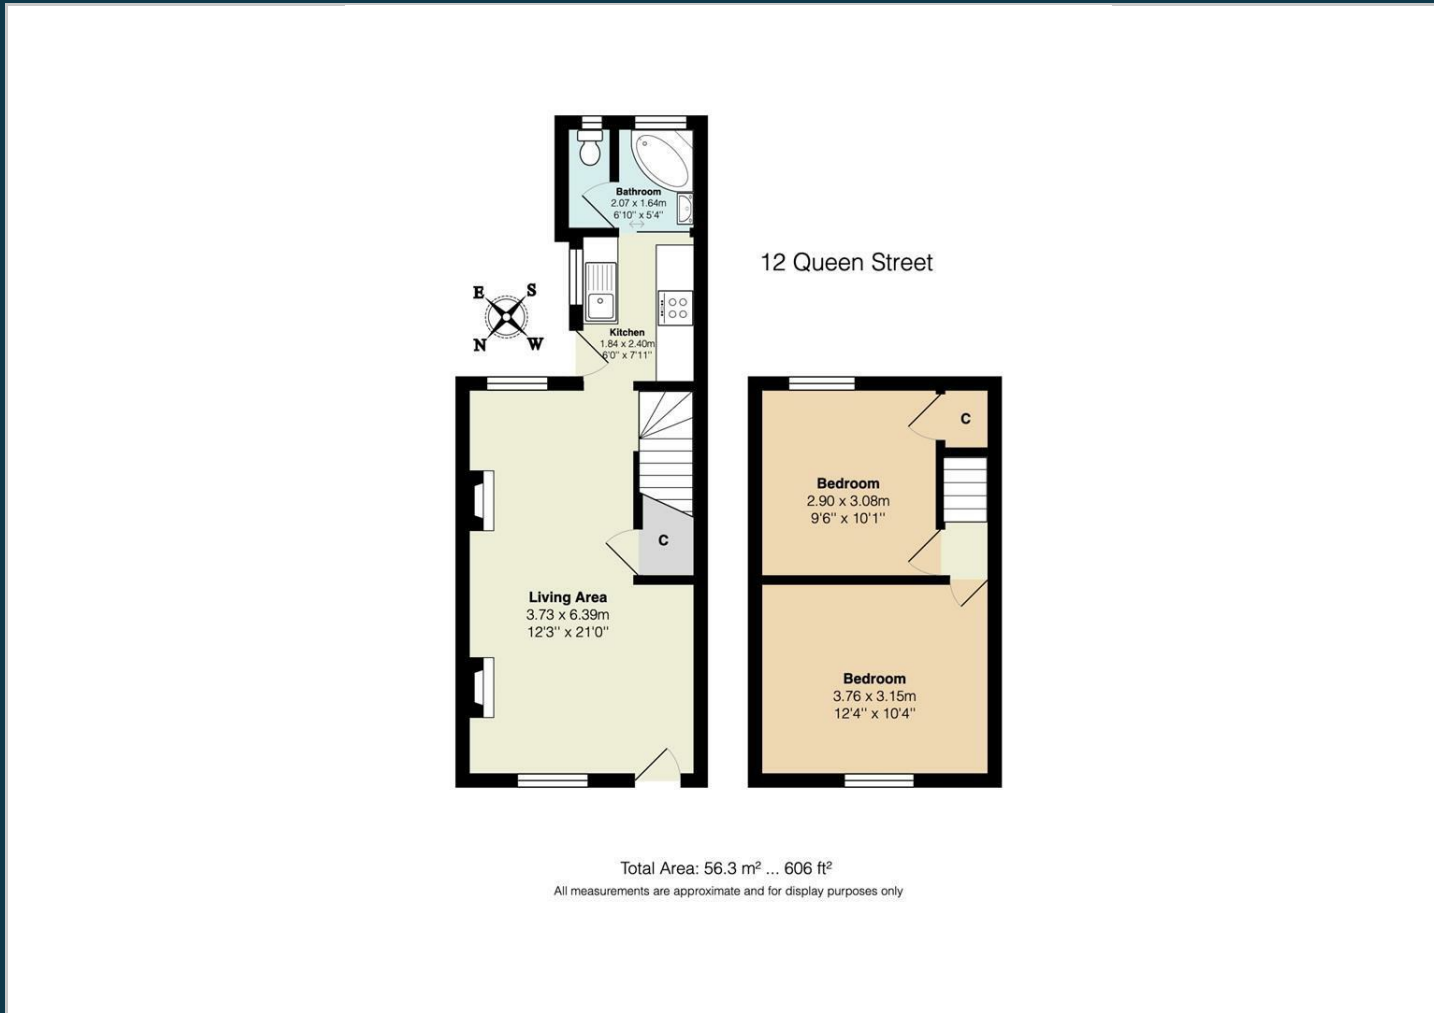 Bathroom
2.07 x 1.64m
6'10" x 5'4"
12 Queen Street
E S
N W
Kitchen
1.84 x 2.40m
6'0" x 7'11"
C
C
Living Area
3.73 x 6.39m
12'3" x 21'0"
Bedroom
2.90 x 3.08m
9'6" x 10'1"
Bedroom
3.76 x 3.15m
12'4" x 10'4"
Total Area: 56.3 m² ... 606 ft²
All measurements are approximate and for display purposes only